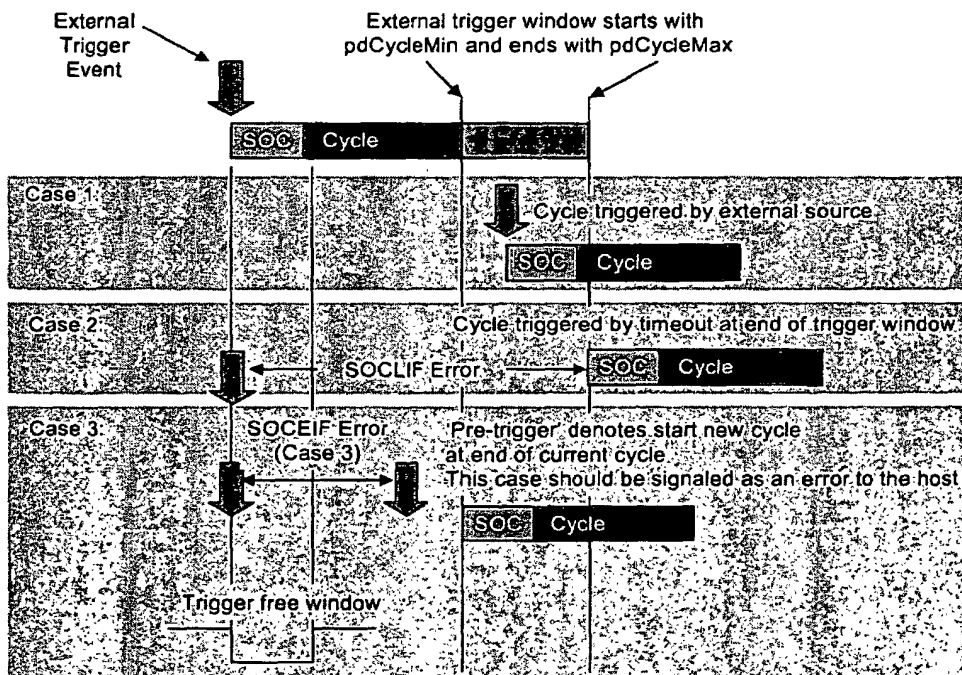 External
Trigger
Event
External trigger window starts with
pdCycleMin and ends with pdCycleMax
SOC Cycle
Case 1:
Cycle triggered by external source
SOC Cycle
Case 2:
Cycle triggered by timeout at end of trigger window
SOCLIF Error
SOC Cycle
Case 3:
SOCEIF Error
(Case 3)
'Pre-trigger' denotes start new cycle
at end of current cycle
This case should be signaled as an error to the host
SOC Cycle
Trigger free window